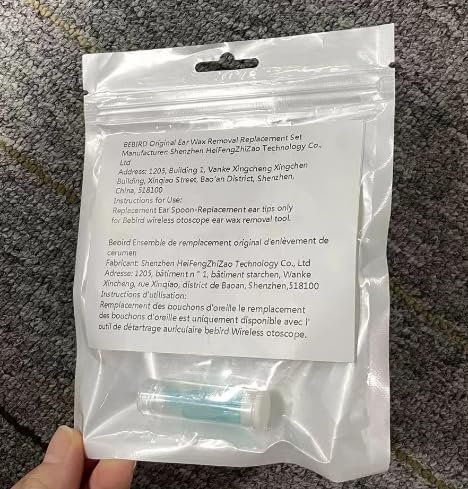 BEBIRD Original Ear Wax Removal Replacement Set
Manufacturer: Shenzhen HeiFengZhiZao Technology Co.,
Ltd
Address: 1205, Building 1, Vanke Xingcheng Xingchen
Building, Xinqiao Street, Bao'an District, Shenzhen,
China, 518100
Instructions for Use:
Replacement Ear Spoon-Replacement ear tips only
for Bebird wireless otoscope ear wax removal tool.
Bebird Ensemble de remplacement original d'enlèvement de
cerumen
Fabricant: Shenzhen HeiFengZhiZao Technology Co., Ltd
Adresse: 1205, bâtiment n ° 1, bâtiment starchen, Wanke
Xincheng, rue Xinqiao, district de Baoan, Shenzhen,518100
Instructions d'utilisation:
Remplacement des bouchons d'oreille le remplacement
des bouchons d'oreille est uniquement disponible avec l'
outil de détartrage auriculaire bebird Wireless otoscope.